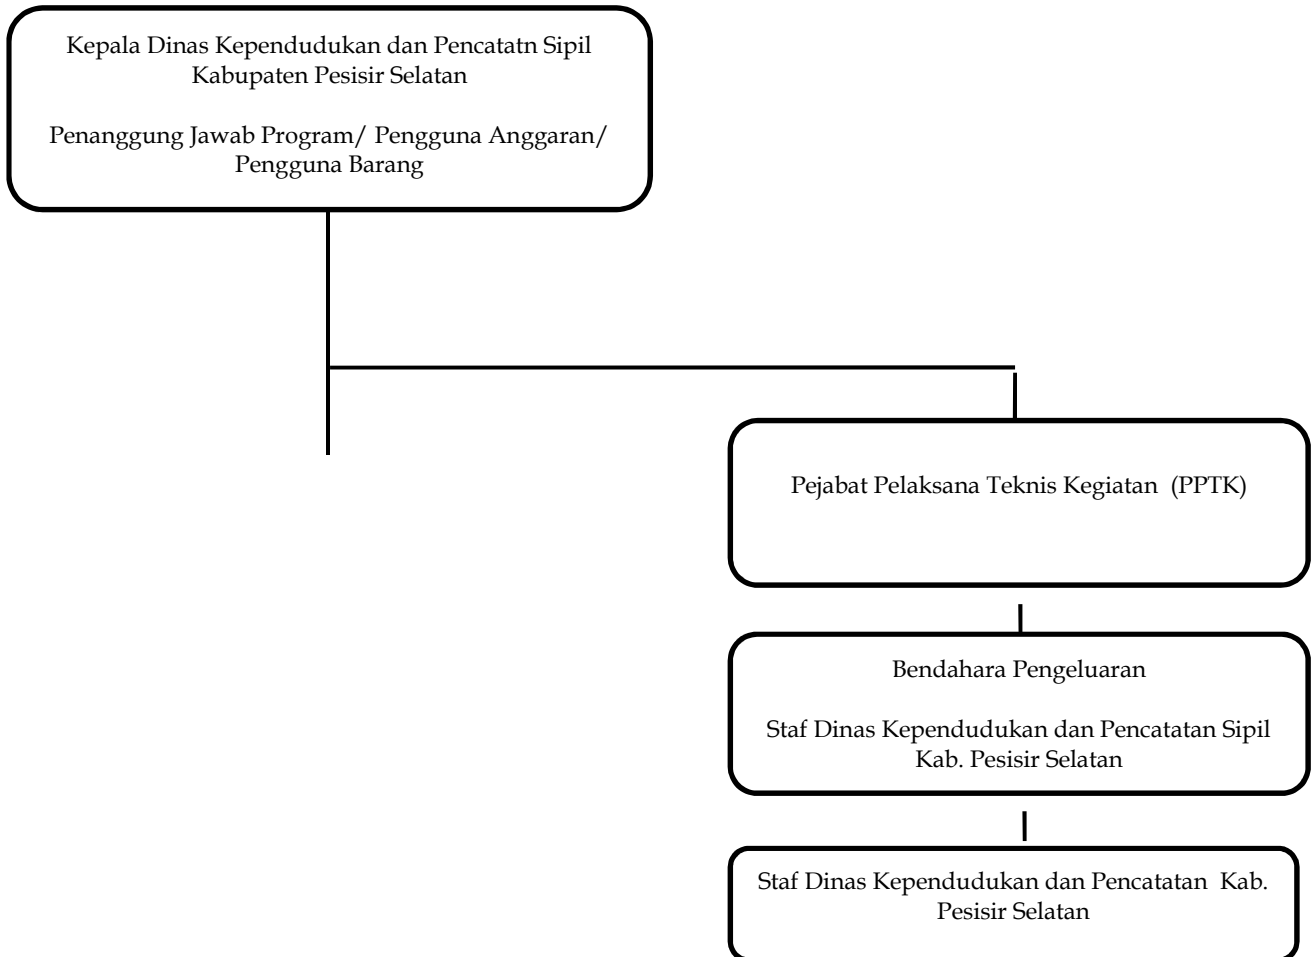 Kepala Dinas Kependudukan dan Pencatatn Sipil
Kabupaten Pesisir Selatan
Penanggung Jawab Program/ Pengguna Anggaran/
Pengguna Barang
Pejabat Pelaksana Teknis Kegiatan (PPTK)
Bendahara Pengeluaran
Staf Dinas Kependudukan dan Pencatatan Sipil
Kab. Pesisir Selatan
Staf Dinas Kependudukan dan Pencatatan Kab.
Pesisir Selatan